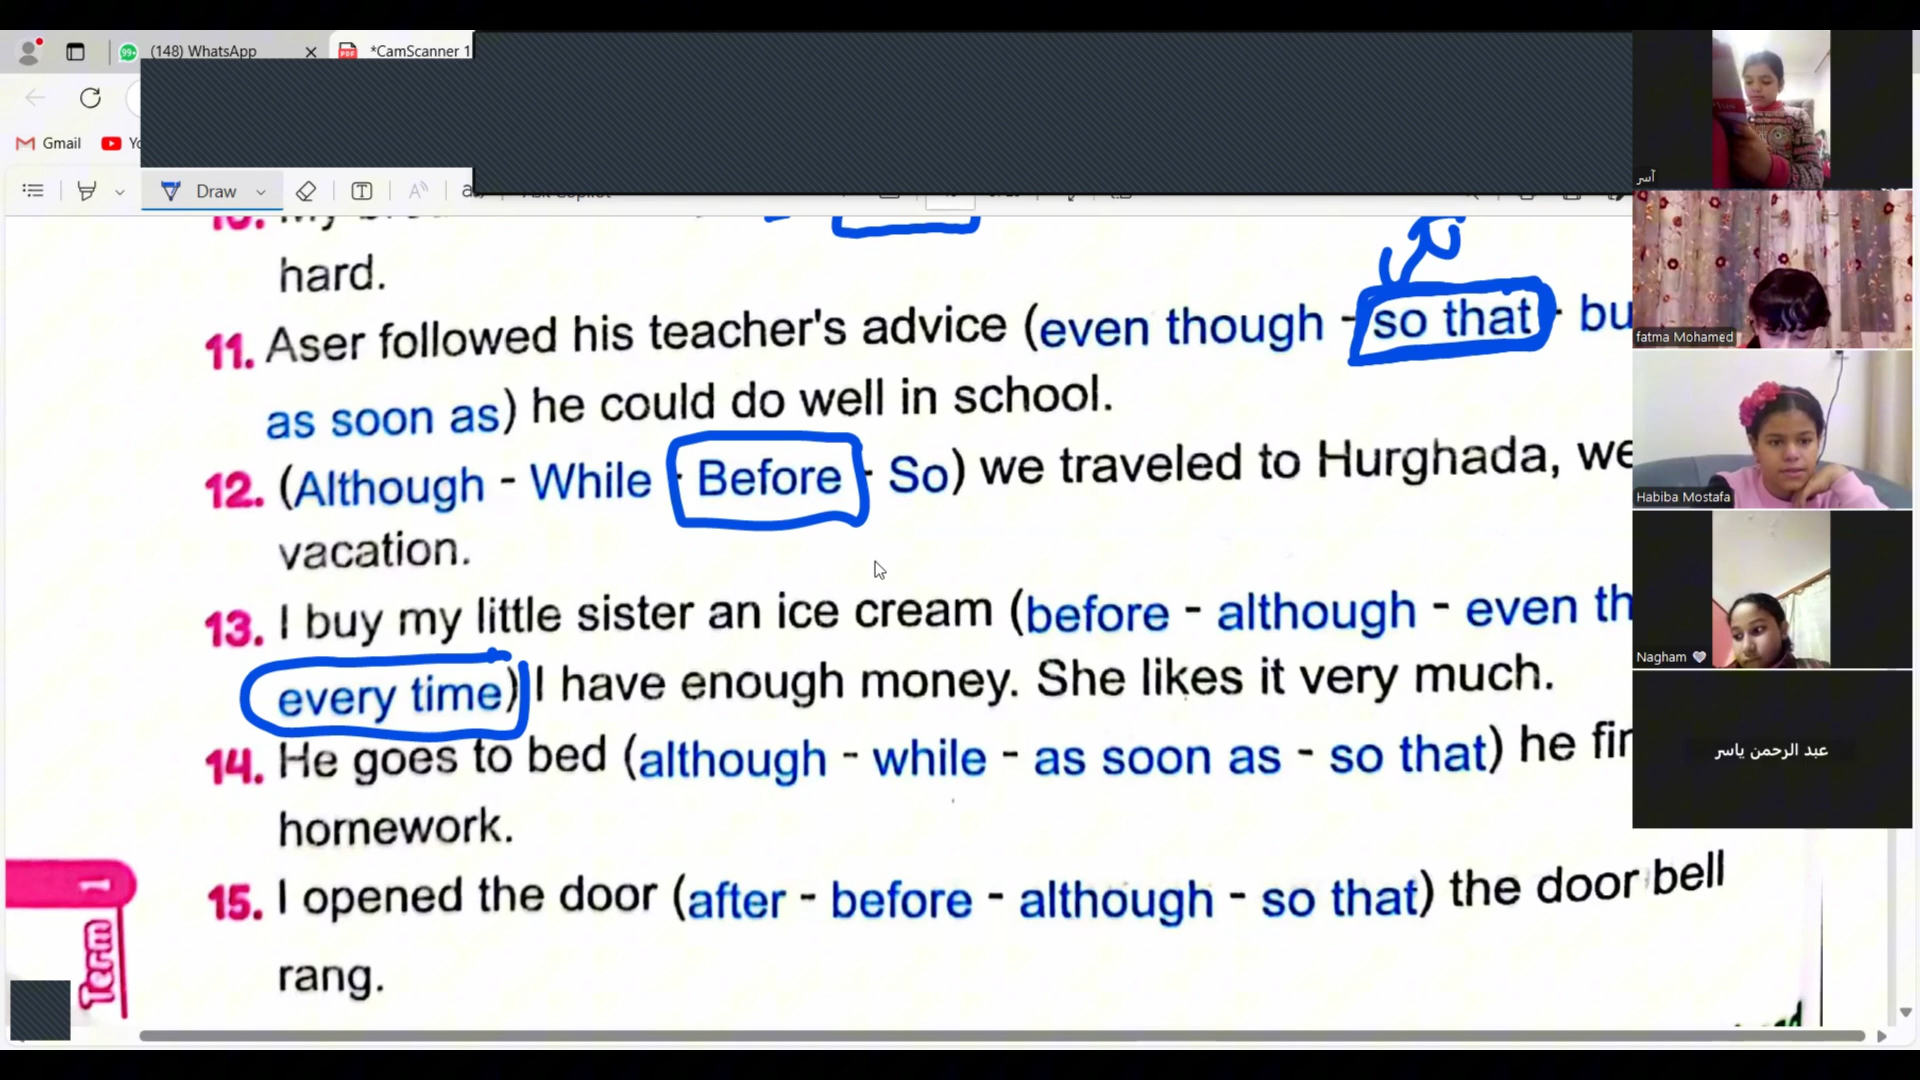 (148) WhatsApp
*CamScanner 1
Gmail
Draw
hard.
11. Aser followed his teacher's advice (even though - so that - bu
as soon as) he could do well in school.
12. (Although - While - Before - So) we traveled to Hurghada, we
vacation.
13. I buy my little sister an ice cream (before - although - even th
every time) I have enough money. She likes it very much.
14. He goes to bed (although - while - as soon as - so that) he fin
homework.
15. I opened the door (after - before - although - so that) the door bell
rang.
Term 1
آسر
fatma Mohamed
Habiba Mostafa
Nagham
عبد الرحمن ياسر